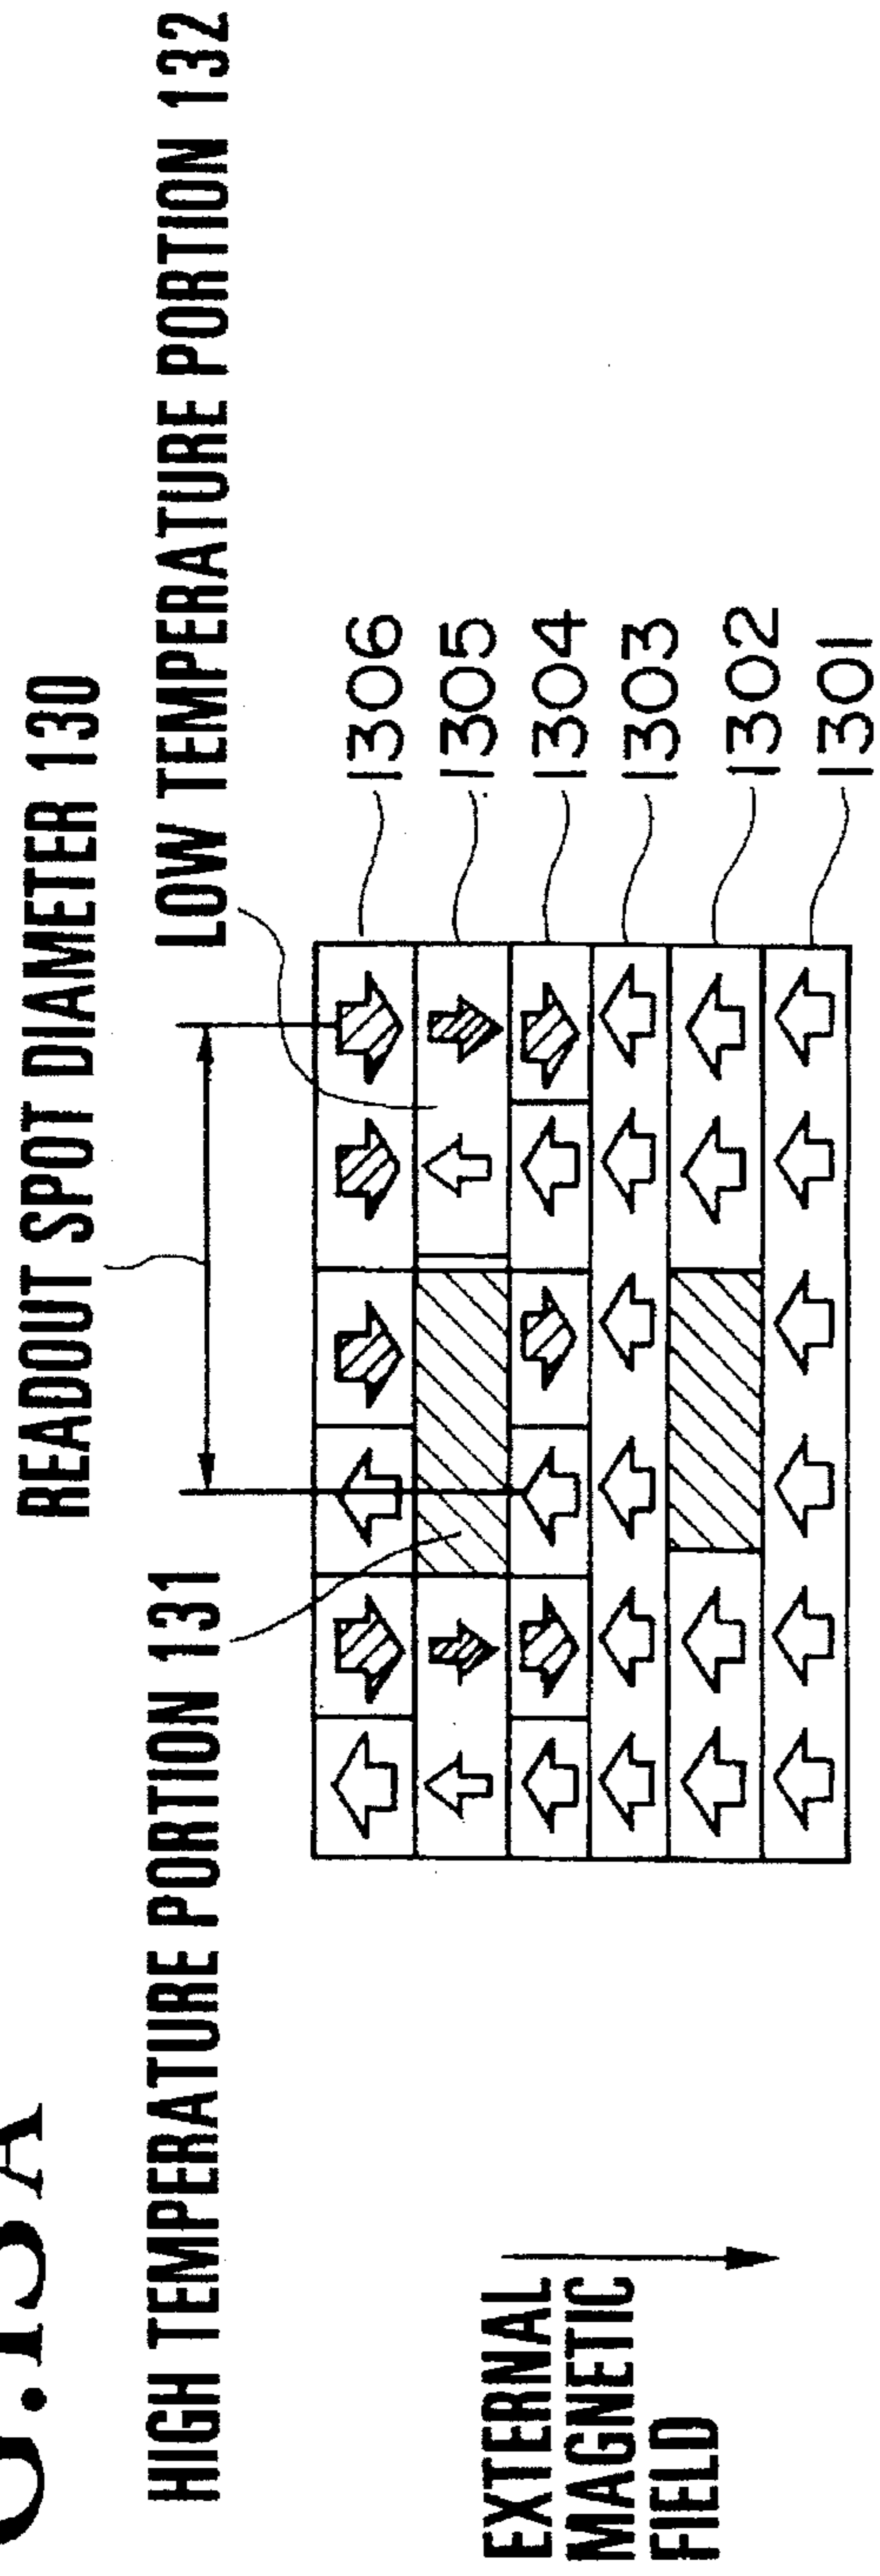 READOUT SPOT DIAMETER 130
HIGH TEMPERATURE PORTION 131
LOW TEMPERATURE PORTION 132
1306
1305
1304
1303
1302
1301
EXTERNAL
MAGNETIC
FIELD